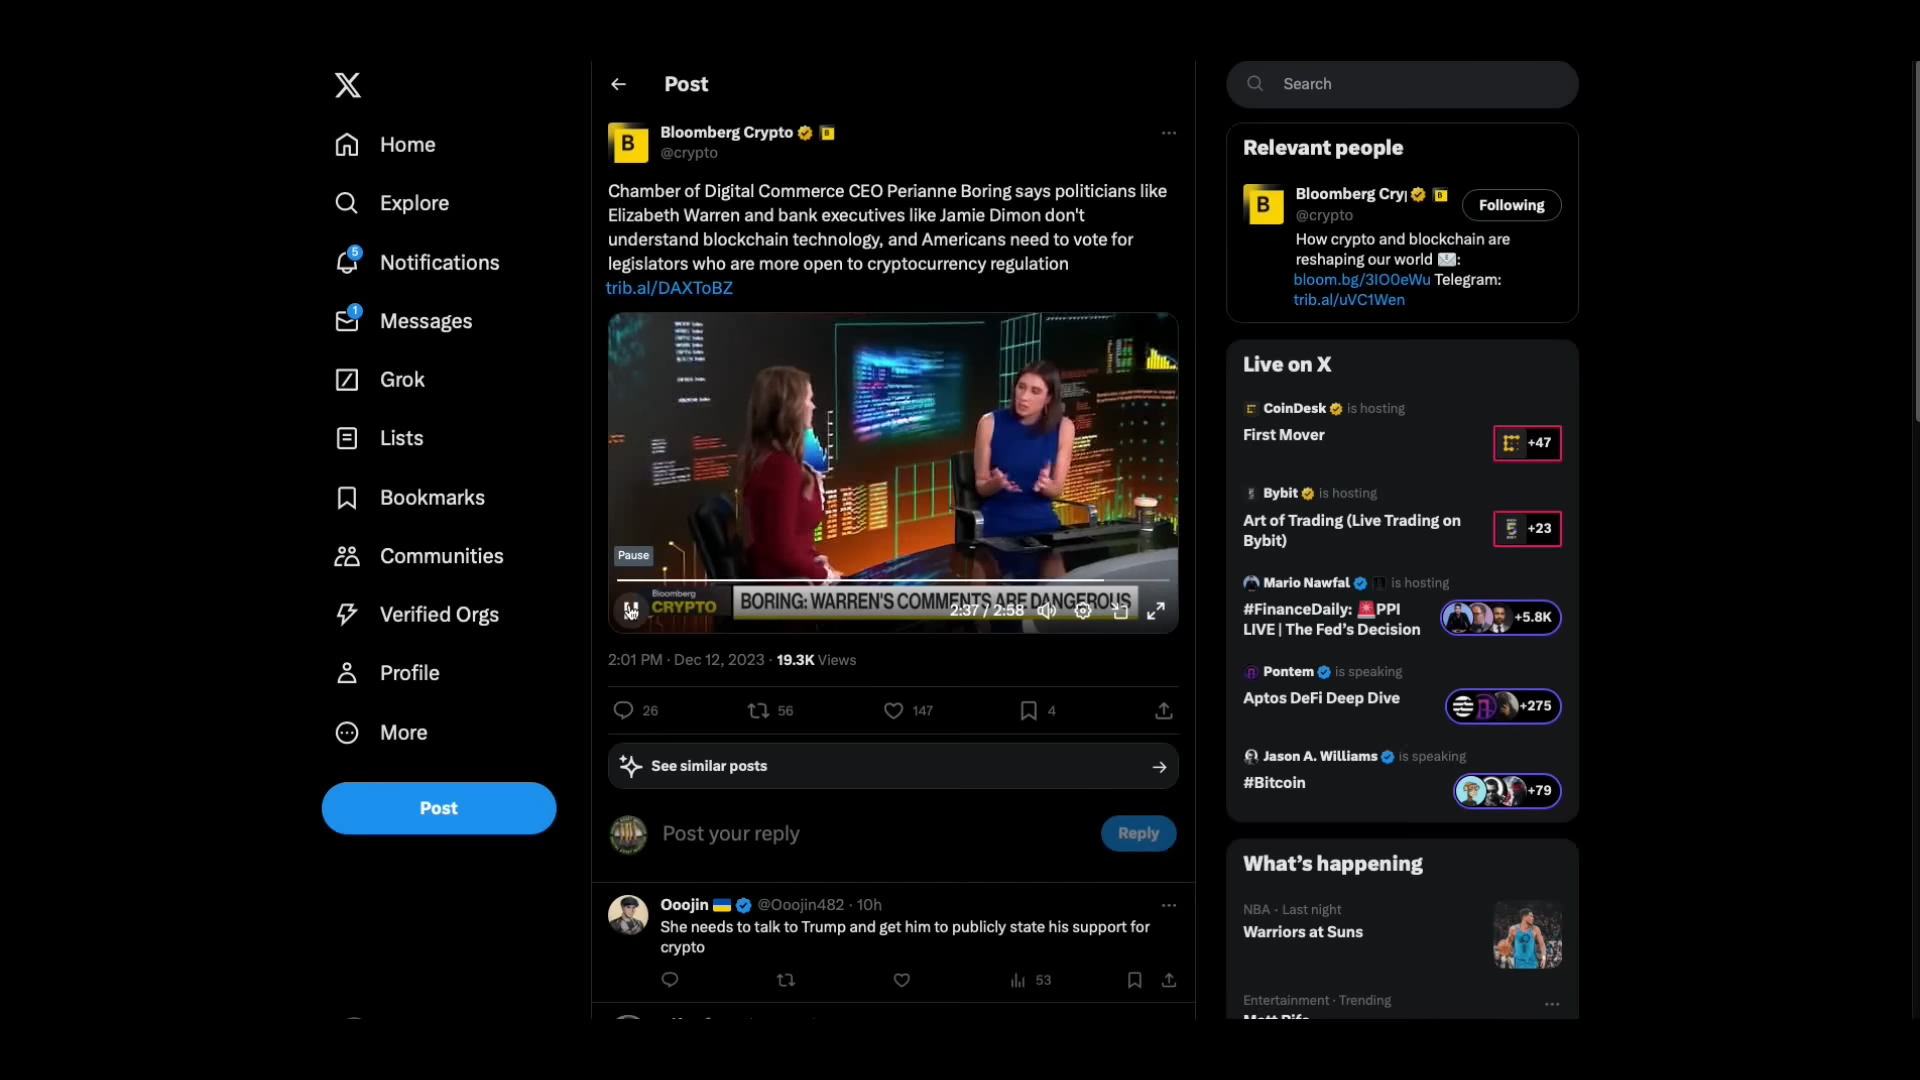 Home
Explore
5
Notifications
1
Messages
Grok
Lists
Bookmarks
Communities
Verified Orgs
Profile
More
Post
Post
B
Bloomberg Crypto
@crypto
Chamber of Digital Commerce CEO Perianne Boring says politicians like
Elizabeth Warren and bank executives like Jamie Dimon don't
understand blockchain technology, and Americans need to vote for
legislators who are more open to cryptocurrency regulation
trib.al/DAXToBZ
Pause
Bloomberg
CRYPTO
BORING: WARREN'S COMMENTS ARE DANGEROUS
2:37 / 2:58
2:01 PM · Dec 12, 2023 · 19.3K Views
26
56
147
4
See similar posts
Post your reply
Reply
Ooojin
@Ooojin482 · 10h
She needs to talk to Trump and get him to publicly state his support for
crypto
53
Search
Relevant people
B
Bloomberg Cry
@crypto
Following
How crypto and blockchain are
reshaping our world ✉️:
bloom.bg/3IO0eWu Telegram:
trib.al/uVC1Wen
Live on X
CoinDesk is hosting
First Mover
+47
Bybit is hosting
Art of Trading (Live Trading on
Bybit)
+23
Mario Nawfal is hosting
#FinanceDaily: 🚨PPI
LIVE | The Fed's Decision
+5.8K
Pontem is speaking
Aptos DeFi Deep Dive
+275
Jason A. Williams is speaking
#Bitcoin
+79
What's happening
NBA · Last night
Warriors at Suns
Entertainment · Trending